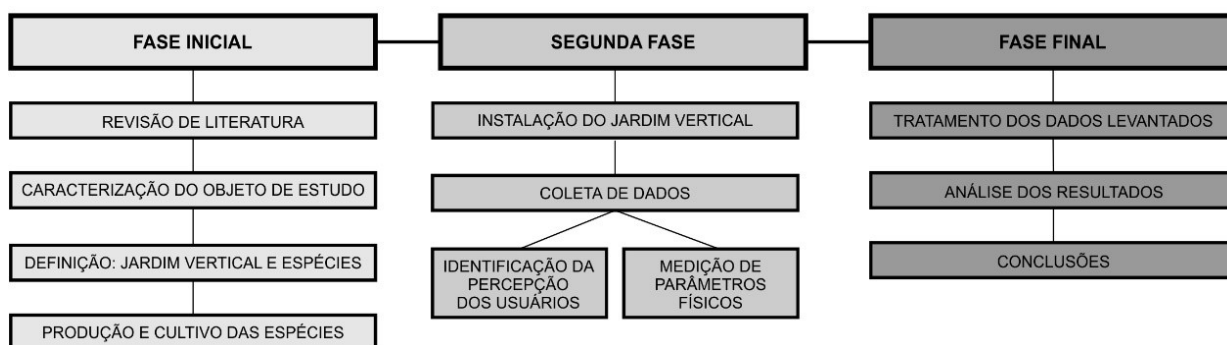 FASE INICIAL
REVISÃO DE LITERATURA
CARACTERIZAÇÃO DO OBJETO DE ESTUDO
DEFINIÇÃO: JARDIM VERTICAL E ESPÉCIES
PRODUÇÃO E CULTIVO DAS ESPÉCIES
SEGUNDA FASE
INSTALAÇÃO DO JARDIM VERTICAL
COLETA DE DADOS
IDENTIFICAÇÃO DA
PERCEPÇÃO
DOS USUÁRIOS
MEDIÇÃO DE
PARÂMETROS
FÍSICOS
FASE FINAL
TRATAMENTO DOS DADOS LEVANTADOS
ANÁLISE DOS RESULTADOS
CONCLUSÕES